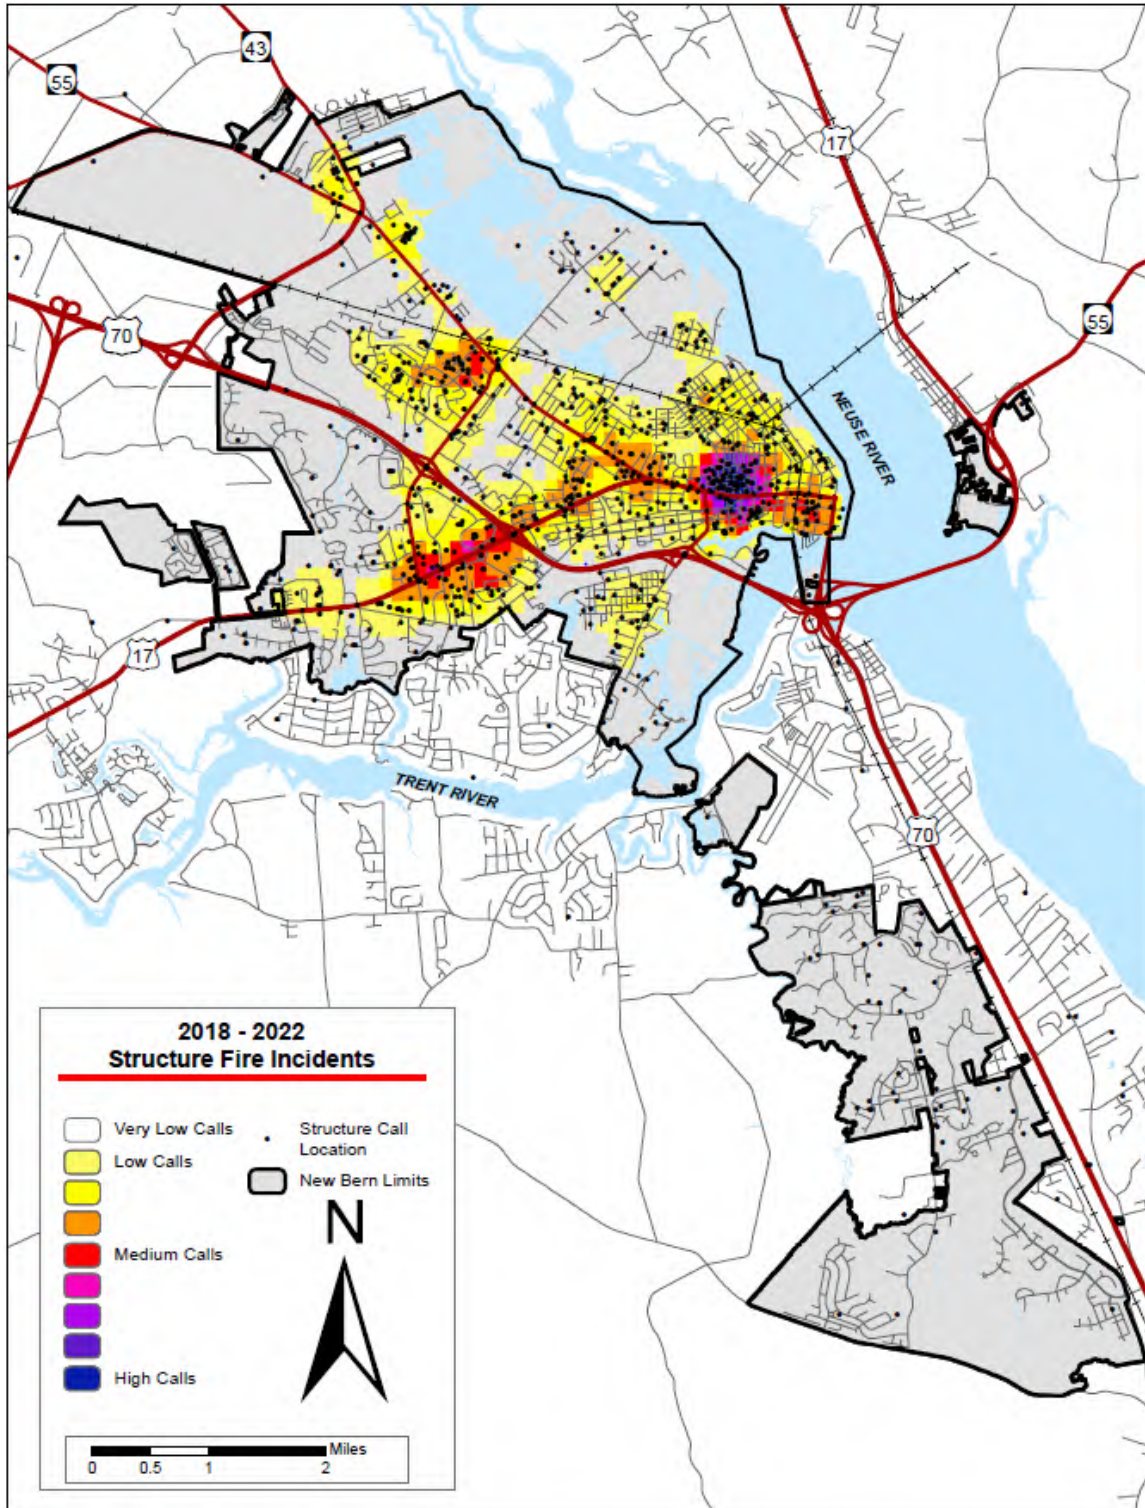 43
55
17
55
70
NEUSE RIVER
17
TRENT RIVER
70
2018 - 2022
Structure Fire Incidents
Very Low Calls
Structure Call
Location
Low Calls
New Bern Limits
N
Medium Calls
High Calls
Miles
0 0.5 1 2